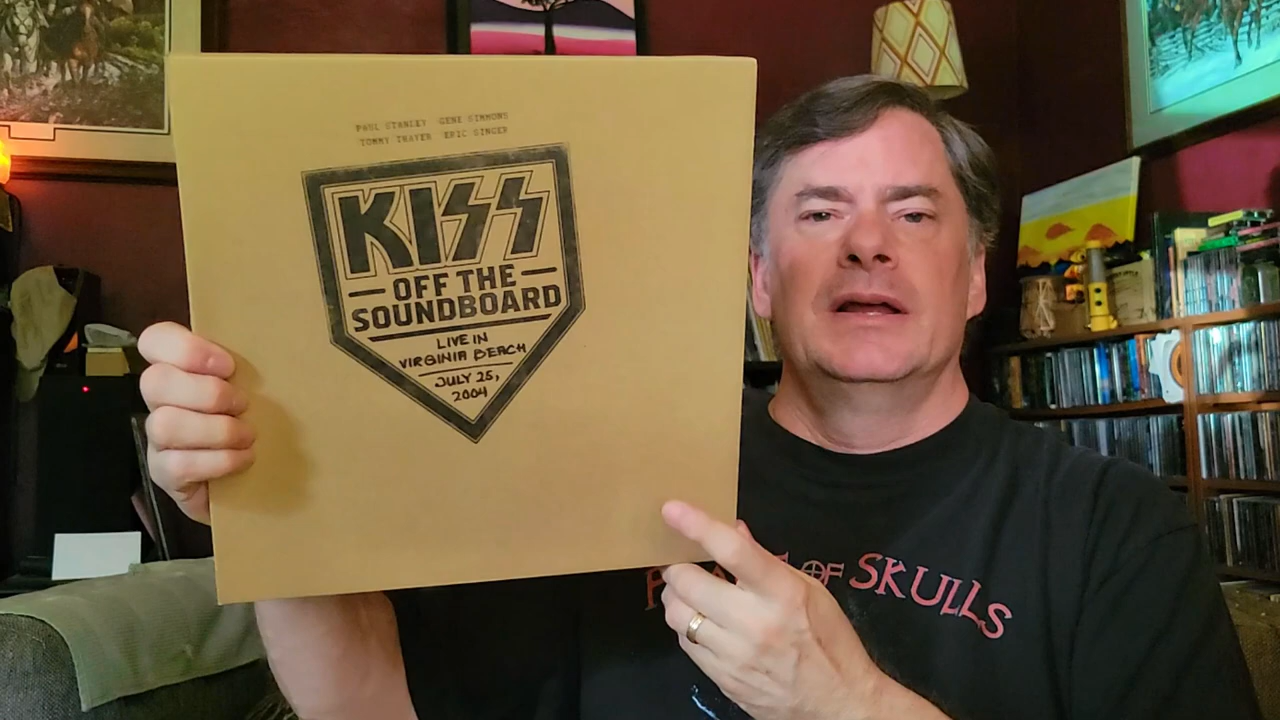 PAUL STANLEY GENE SIMMONS
TOMMY THAYER ERIC SINGER
KISS
OFF THE
SOUNDBOARD
LIVE IN
VIRGINIA BEACH
JULY 25,
2004
OF SKULLS